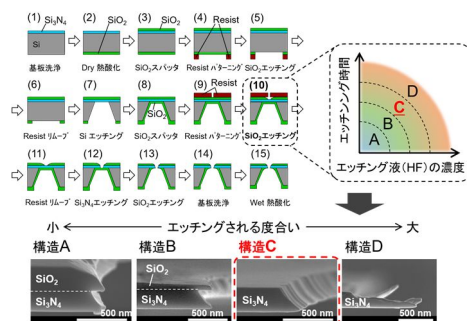 (1) Si₃N₄ (2) SiO₂ (3) SiO₂ (4) Resist (5)
Si
基板洗浄 Dry 熱酸化 SiO₂スパッタ Resist パターニング SiO₂エッチング
(6) (7) (8) (9) Resist (10)
SiO₂
Resist リムーブ Si エッチング SiO₂スパッタ Resist パターニング SiO₂エッチング
(11) (12) (13) (14) (15)
Resist リムーブ Si₃N₄エッチング SiO₂エッチング 基板洗浄 Wet 熱酸化
エッチンング時間
D
C
B
A
エッチング液(HF)の濃度
小 エッチングされる度合い 大
構造A 構造B 構造C 構造D
SiO₂ SiO₂
Si₃N₄ Si₃N₄ Si₃N₄ Si₃N₄
500 nm 500 nm 500 nm 500 nm